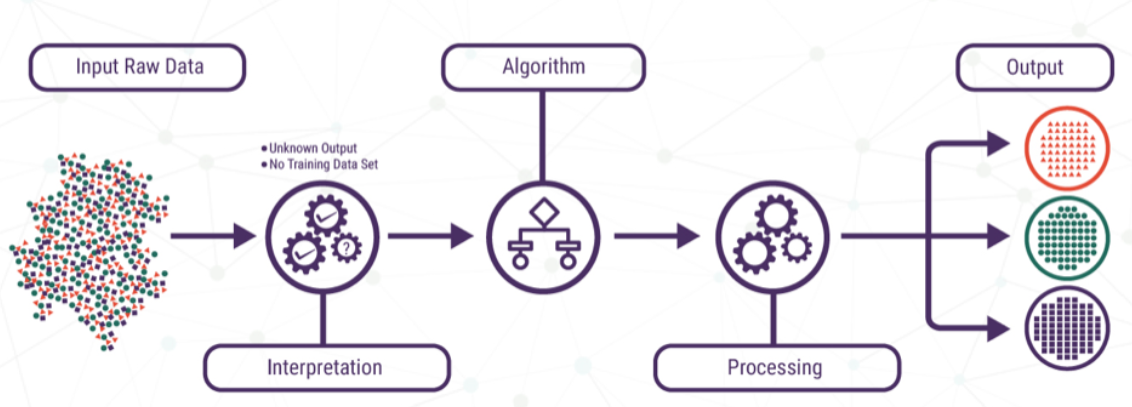 Input Raw Data
Algorithm
Output
• Unknown Output
• No Training Data Set
?
Interpretation
Processing